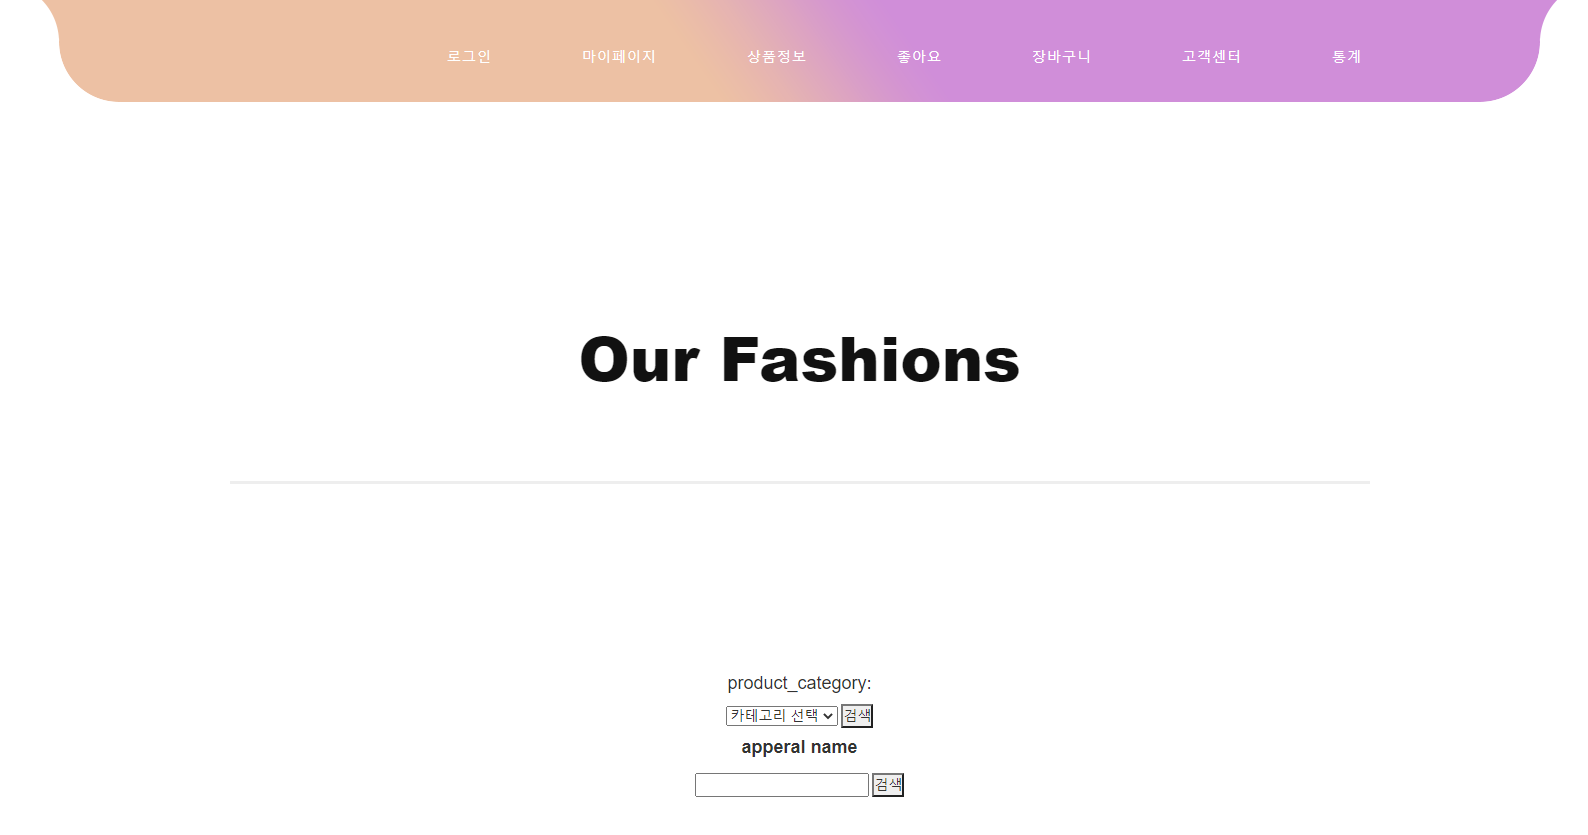 로그인 마이페이지 상품정보 좋아요 장바구니 고객센터 통계
Our Fashions
product_category:
카테고리 선택 검색
apperal name
검색